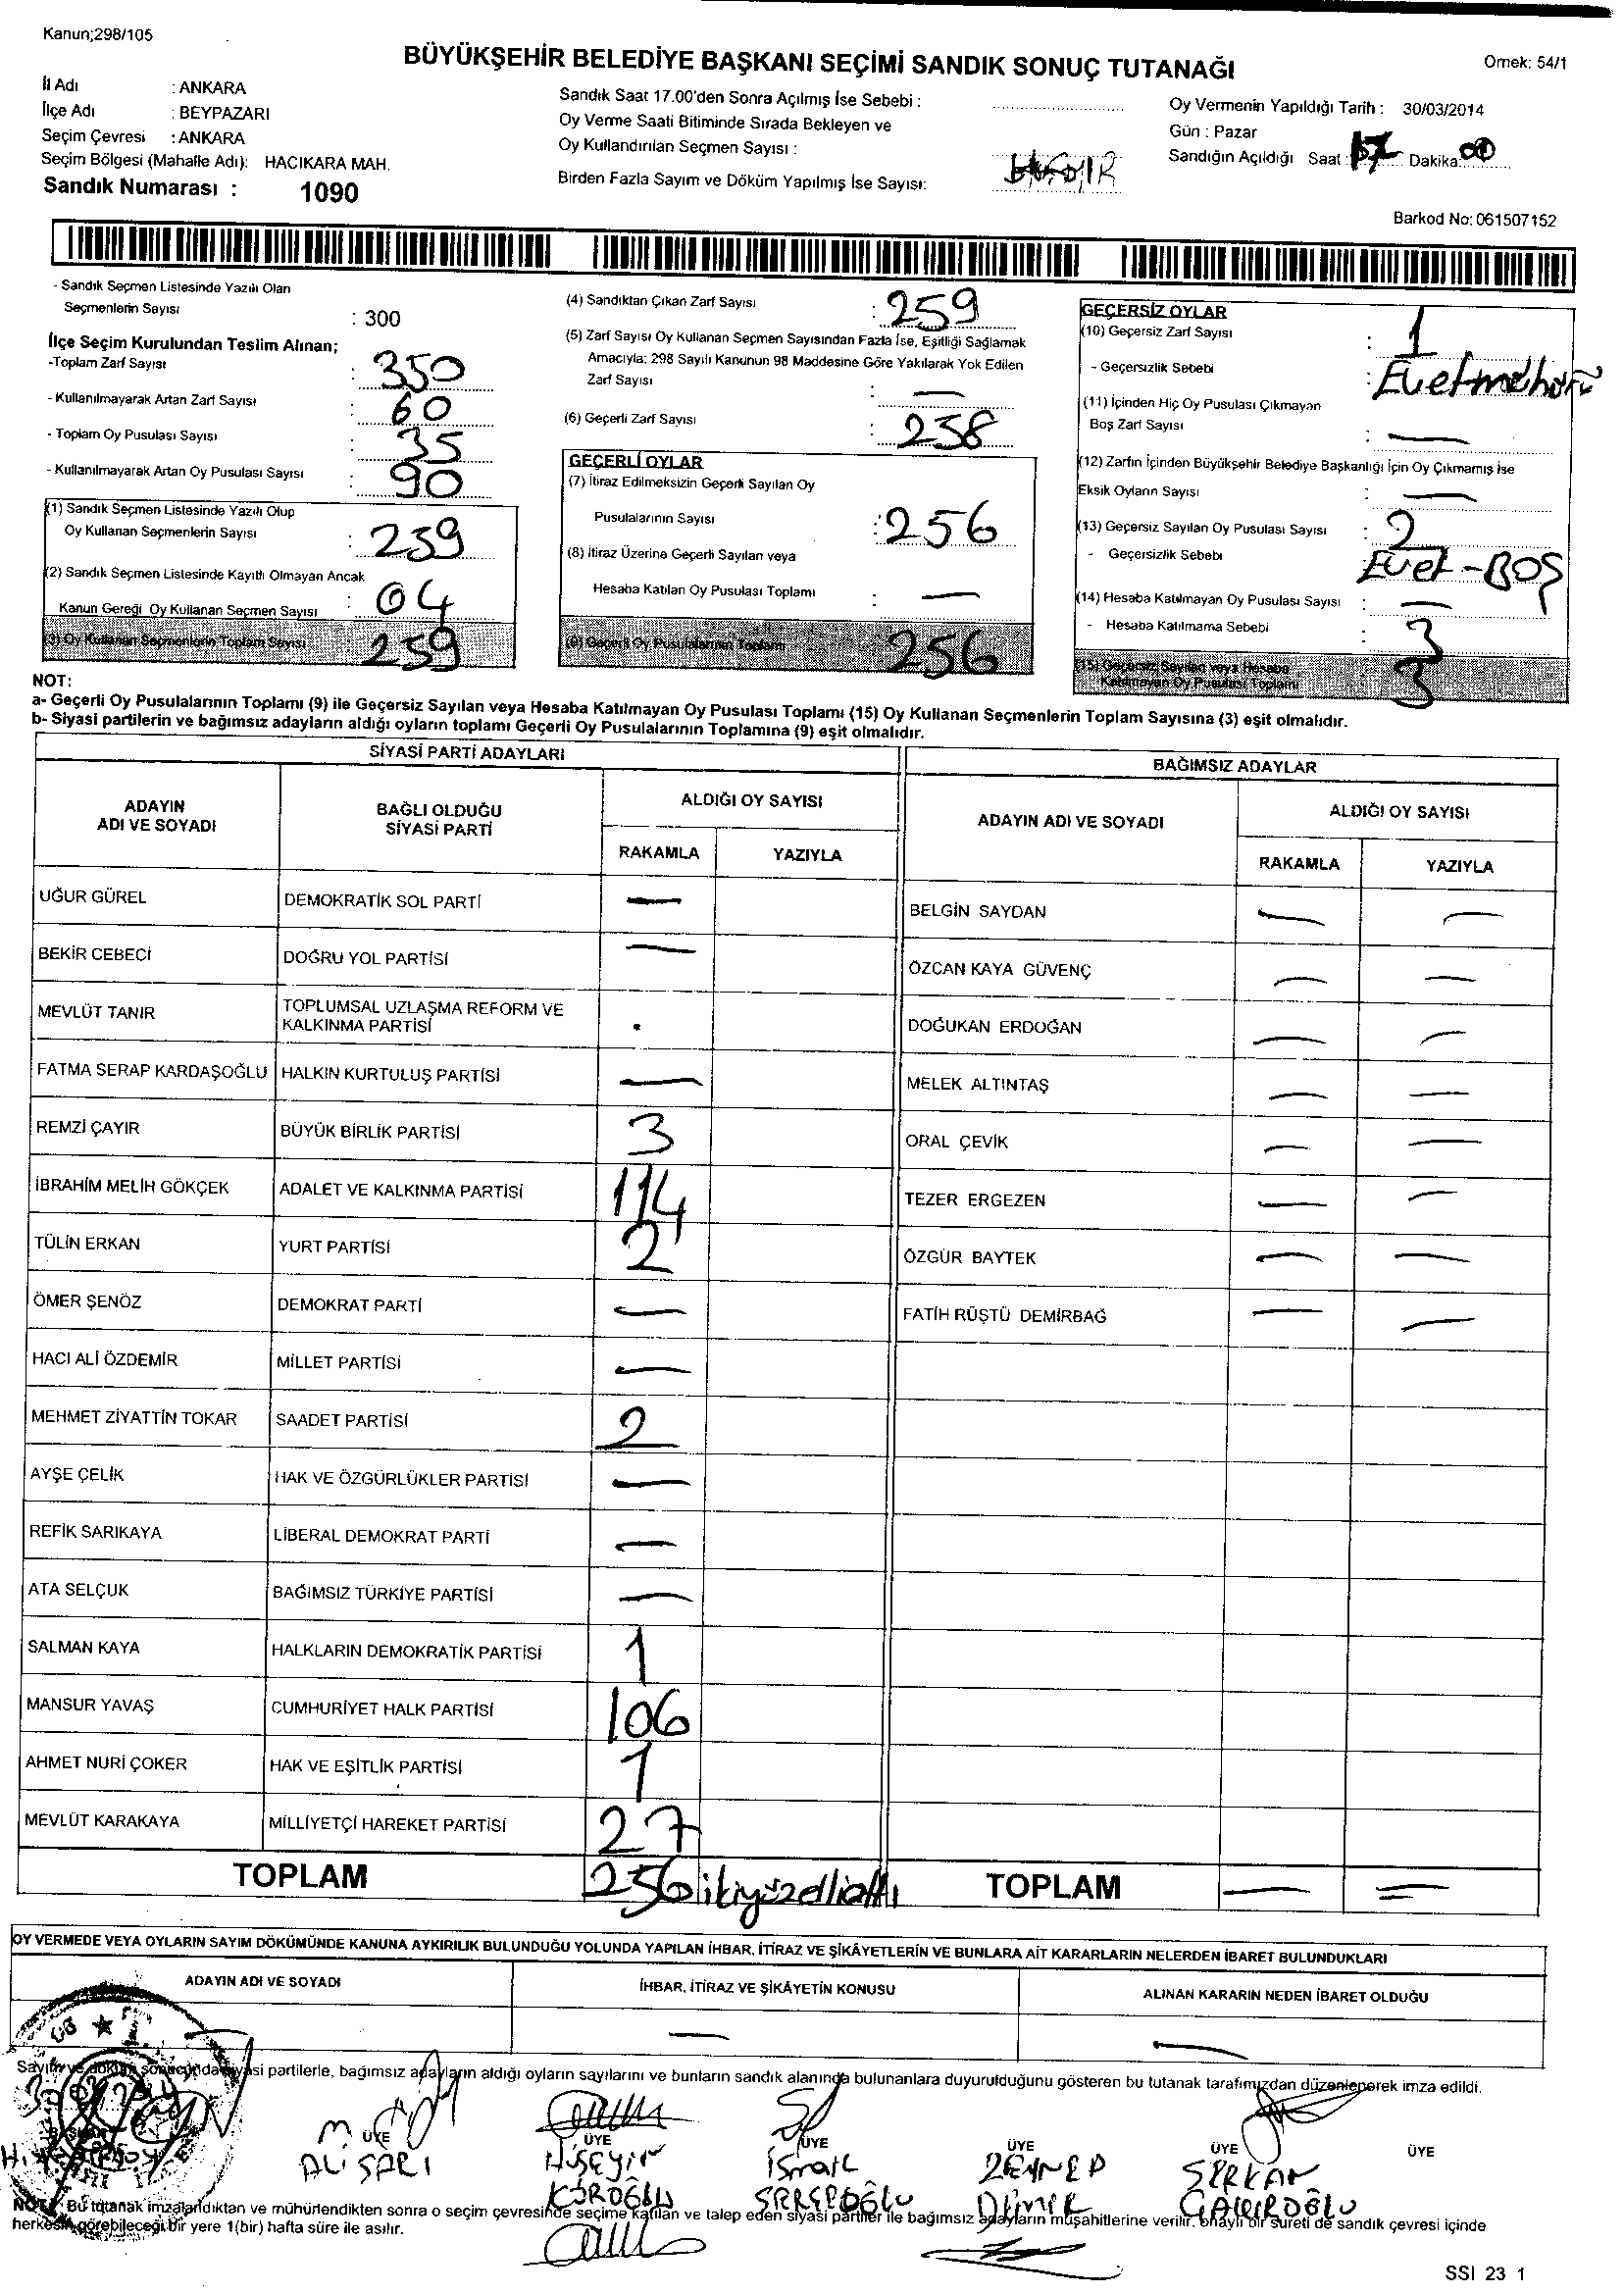 Kanun;298/105
BÜYÜKŞEHİR BELEDİYE BAŞKANI SEÇİMİ SANDIK SONUÇ TUTANAĞI
Ornek: 54/1
İl Adı : ANKARA
İlçe Adı : BEYPAZARI
Seçim Çevresi : ANKARA
Seçim Bölgesi (Mahalle Adı): HACIKARA MAH.
Sandık Numarası : 1090
Sandık Saat 17.00'den Sonra Açılmış İse Sebebi :
Oy Verme Saati Bitiminde Sırada Bekleyen ve
Oy Kullandırılan Seçmen Sayısı :
Birden Fazla Sayım ve Döküm Yapılmış İse Sayısı:
Oy Vermenin Yapıldığı Tarih : 30/03/2014
Gün : Pazar
Sandığın Açıldığı Saat : 17 Dakika 00
Barkod No: 061507152
- Sandık Seçmen Listesinde Yazılı Olan
Seçmenlerin Sayısı : 300
İlçe Seçim Kurulundan Teslim Alınan;
-Toplam Zarf Sayısı : 350
- Kullanılmayarak Artan Zarf Sayısı : 60
- Toplam Oy Pusulası Sayısı : 35
- Kullanılmayarak Artan Oy Pusulası Sayısı : 90
(1) Sandık Seçmen Listesinde Yazılı Olup
Oy Kullanan Seçmenlerin Sayısı : 259
(2) Sandık Seçmen Listesinde Kayıtlı Olmayan Ancak
Kanun Gereği Oy Kullanan Seçmen Sayısı : 04
(3) Oy Kullanan Seçmenlerin Toplam Sayısı 259
(4) Sandıktan Çıkan Zarf Sayısı : 259
(5) Zarf Sayısı Oy Kullanan Seçmen Sayısından Fazla İse, Eşitliği Sağlamak
Amacıyla; 298 Sayılı Kanunun 98 Maddesine Göre Yakılarak Yok Edilen
Zarf Sayısı : —
(6) Geçerli Zarf Sayısı : 258
GEÇERLİ OYLAR
(7) İtiraz Edilmeksizin Geçerli Sayılan Oy
Pusulalarının Sayısı : 256
(8) İtiraz Üzerine Geçerli Sayılan veya
Hesaba Katılan Oy Pusulası Toplamı : —
(9) Geçerli Oy Pusulalarının Toplamı 256
GEÇERSİZ OYLAR
(10) Geçersiz Zarf Sayısı : 1
- Geçersizlik Sebebi : Evet
(11) İçinden Hiç Oy Pusulası Çıkmayan
Boş Zarf Sayısı : —
(12) Zarfın İçinden Büyükşehir Belediye Başkanlığı İçin Oy Çıkmamış ise
Eksik Oyların Sayısı : —
(13) Geçersiz Sayılan Oy Pusulası Sayısı : 2
- Geçersizlik Sebebi Evet - BOŞ
(14) Hesaba Katılmayan Oy Pusulası Sayısı : —
- Hesaba Katılmama Sebebi : 3
(15) Geçersiz Sayılan veya Hesaba
Katılmayan Oy Pusulası Toplamı : 3
NOT:
a- Geçerli Oy Pusulalarının Toplamı (9) ile Geçersiz Sayılan veya Hesaba Katılmayan Oy Pusulası Toplamı (15) Oy Kullanan Seçmenlerin Toplam Sayısına (3) eşit olmalıdır.
b- Siyasi partilerin ve bağımsız adayların aldığı oyların toplamı Geçerli Oy Pusulalarının Toplamına (9) eşit olmalıdır.
SİYASİ PARTİ ADAYLARI
ADAYIN ADI VE SOYADI BAĞLI OLDUĞU SİYASİ PARTİ ALDIĞI OY SAYISI
RAKAMLA YAZIYLA
UĞUR GÜREL DEMOKRATİK SOL PARTİ —
BEKİR CEBECİ DOĞRU YOL PARTİSİ —
MEVLÜT TANIR TOPLUMSAL UZLAŞMA REFORM VE KALKINMA PARTİSİ .
FATMA SERAP KARDAŞOĞLU HALKIN KURTULUŞ PARTİSİ —
REMZİ ÇAYIR BÜYÜK BİRLİK PARTİSİ 3
İBRAHİM MELİH GÖKÇEK ADALET VE KALKINMA PARTİSİ 114
TÜLİN ERKAN YURT PARTİSİ 2
ÖMER ŞENÖZ DEMOKRAT PARTİ —
HACI ALİ ÖZDEMİR MİLLET PARTİSİ —
MEHMET ZİYATTİN TOKAR SAADET PARTİSİ 2
AYŞE ÇELİK HAK VE ÖZGÜRLÜKLER PARTİSİ —
REFİK SARIKAYA LİBERAL DEMOKRAT PARTİ —
ATA SELÇUK BAĞIMSIZ TÜRKİYE PARTİSİ —
SALMAN KAYA HALKLARIN DEMOKRATİK PARTİSİ 1
MANSUR YAVAŞ CUMHURİYET HALK PARTİSİ 106
AHMET NURİ ÇOKER HAK VE EŞİTLİK PARTİSİ 1
MEVLÜT KARAKAYA MİLLİYETÇİ HAREKET PARTİSİ 27
TOPLAM 256 ikiyüzellialtı
BAĞIMSIZ ADAYLAR
ADAYIN ADI VE SOYADI ALDIĞI OY SAYISI
RAKAMLA YAZIYLA
BELGİN SAYDAN — —
ÖZCAN KAYA GÜVENÇ — —
DOĞUKAN ERDOĞAN — —
MELEK ALTINTAŞ — —
ORAL ÇEVİK — —
TEZER ERGEZEN — —
ÖZGÜR BAYTEK — —
FATİH RÜŞTÜ DEMİRBAĞ — —
TOPLAM — =
OY VERMEDE VEYA OYLARIN SAYIM DÖKÜMÜNDE KANUNA AYKIRILIK BULUNDUĞU YOLUNDA YAPILAN İHBAR, İTİRAZ VE ŞİKÂYETLERİN VE BUNLARA AİT KARARLARIN NELERDEN İBARET BULUNDUKLARI
ADAYIN ADI VE SOYADI İHBAR, İTİRAZ VE ŞİKÂYETİN KONUSU ALINAN KARARIN NEDEN İBARET OLDUĞU
— — —
Sayım ve döküm sonucunda siyasi partilerle, bağımsız adayların aldığı oyların sayılarını ve bunların sandık alanında bulunanlara duyurulduğunu gösteren bu tutanak tarafımızdan düzenlenerek imza edildi.
ÜYE ÜYE ÜYE ÜYE ÜYE ÜYE
ALİ SARI HÜSEYİN KÖROĞLU İSMAİL ZEYNEP SERKAN
NOT: Bu tutanak imzalandıktan ve mühürlendikten sonra o seçim çevresinde seçime katılan ve talep eden siyasi partiler ile bağımsız adayların müşahitlerine verilir, onaylı bir sureti de sandık çevresi içinde
herkesin görebileceği bir yere 1(bir) hafta süre ile asılır.
SSI 23 1